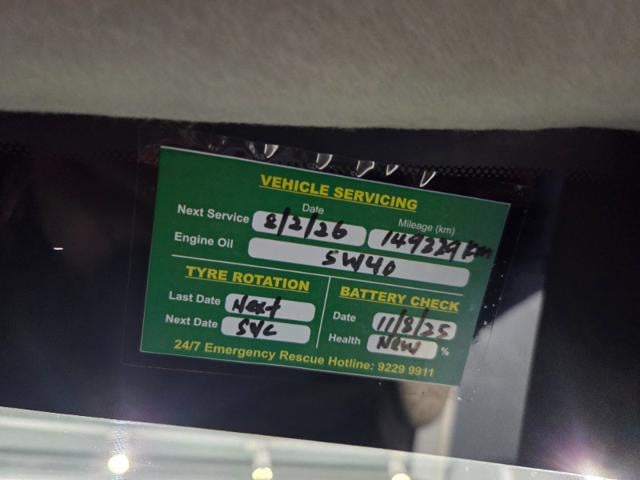 VEHICLE SERVICING
Date Mileage (km)
Next Service 8/2/26 149229km
Engine Oil 5W40
TYRE ROTATION
Last Date Next
Next Date SVC
BATTERY CHECK
Date 11/8/25
Health New %
24/7 Emergency Rescue Hotline: 9229 9911